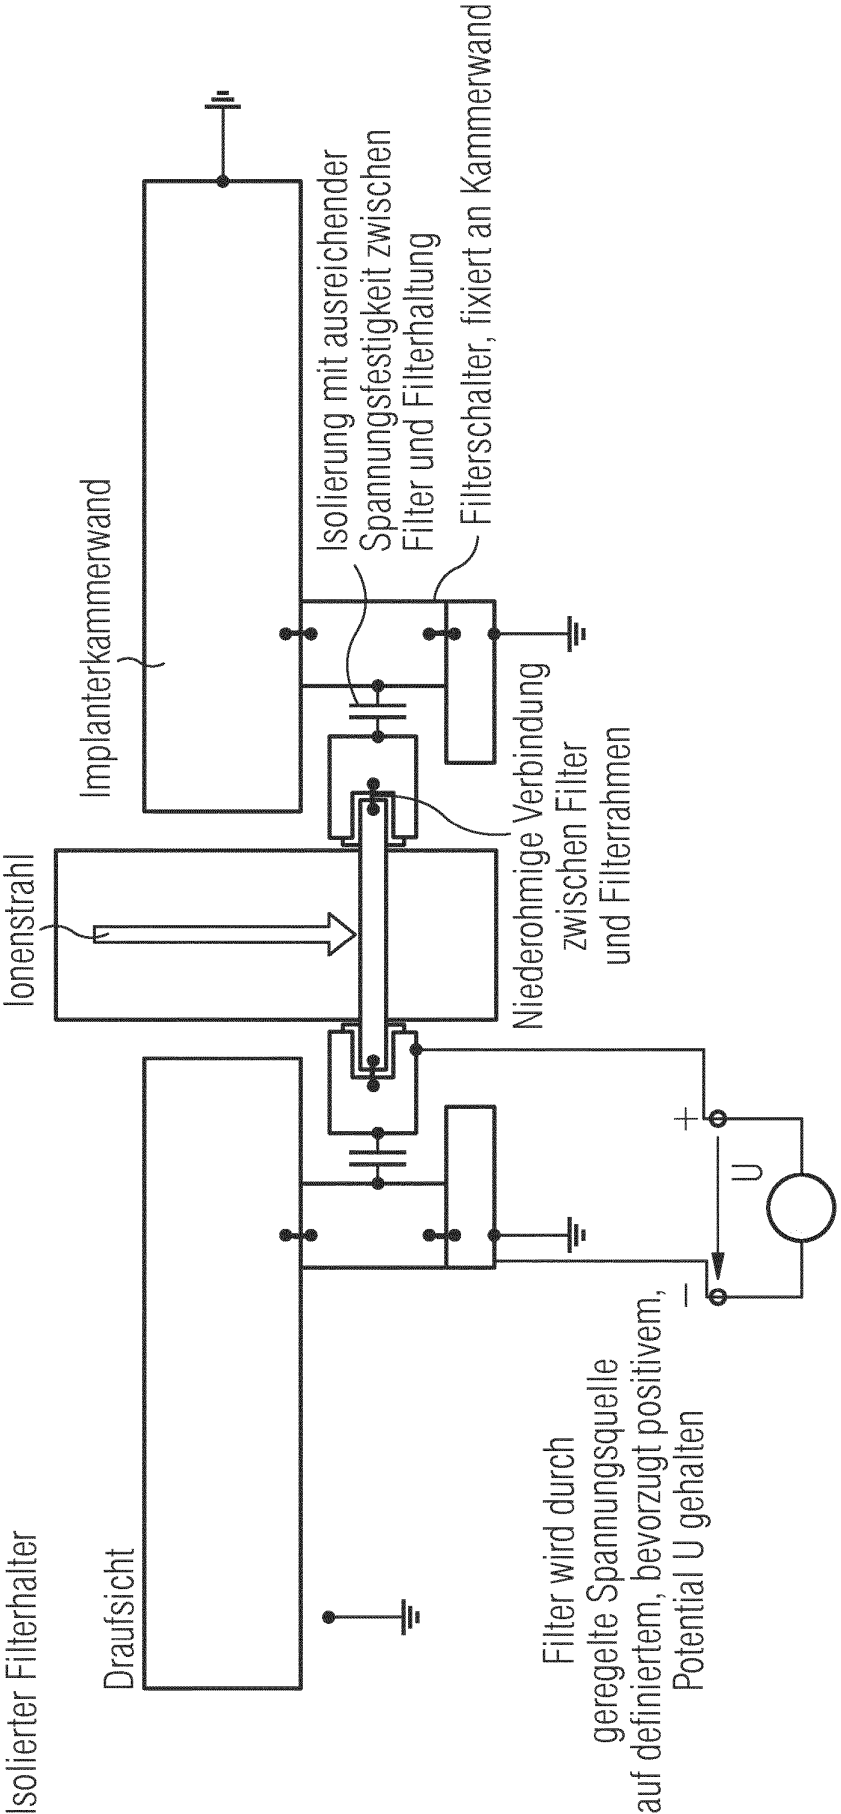 Isolierter Filterhalter
Draufsicht
Ionenstrahl
Implanterkammerwand
Isolierung mit ausreichender
Spannungsfestigkeit zwischen
Filter und Filterhaltung
Filterschalter, fixiert an Kammerwand
Niederohmige Verbindung
zwischen Filter
und Filterrahmen
Filter wird durch
geregelte Spannungsquelle
auf definiertem, bevorzugt positivem,
Potential U gehalten
−
U
+